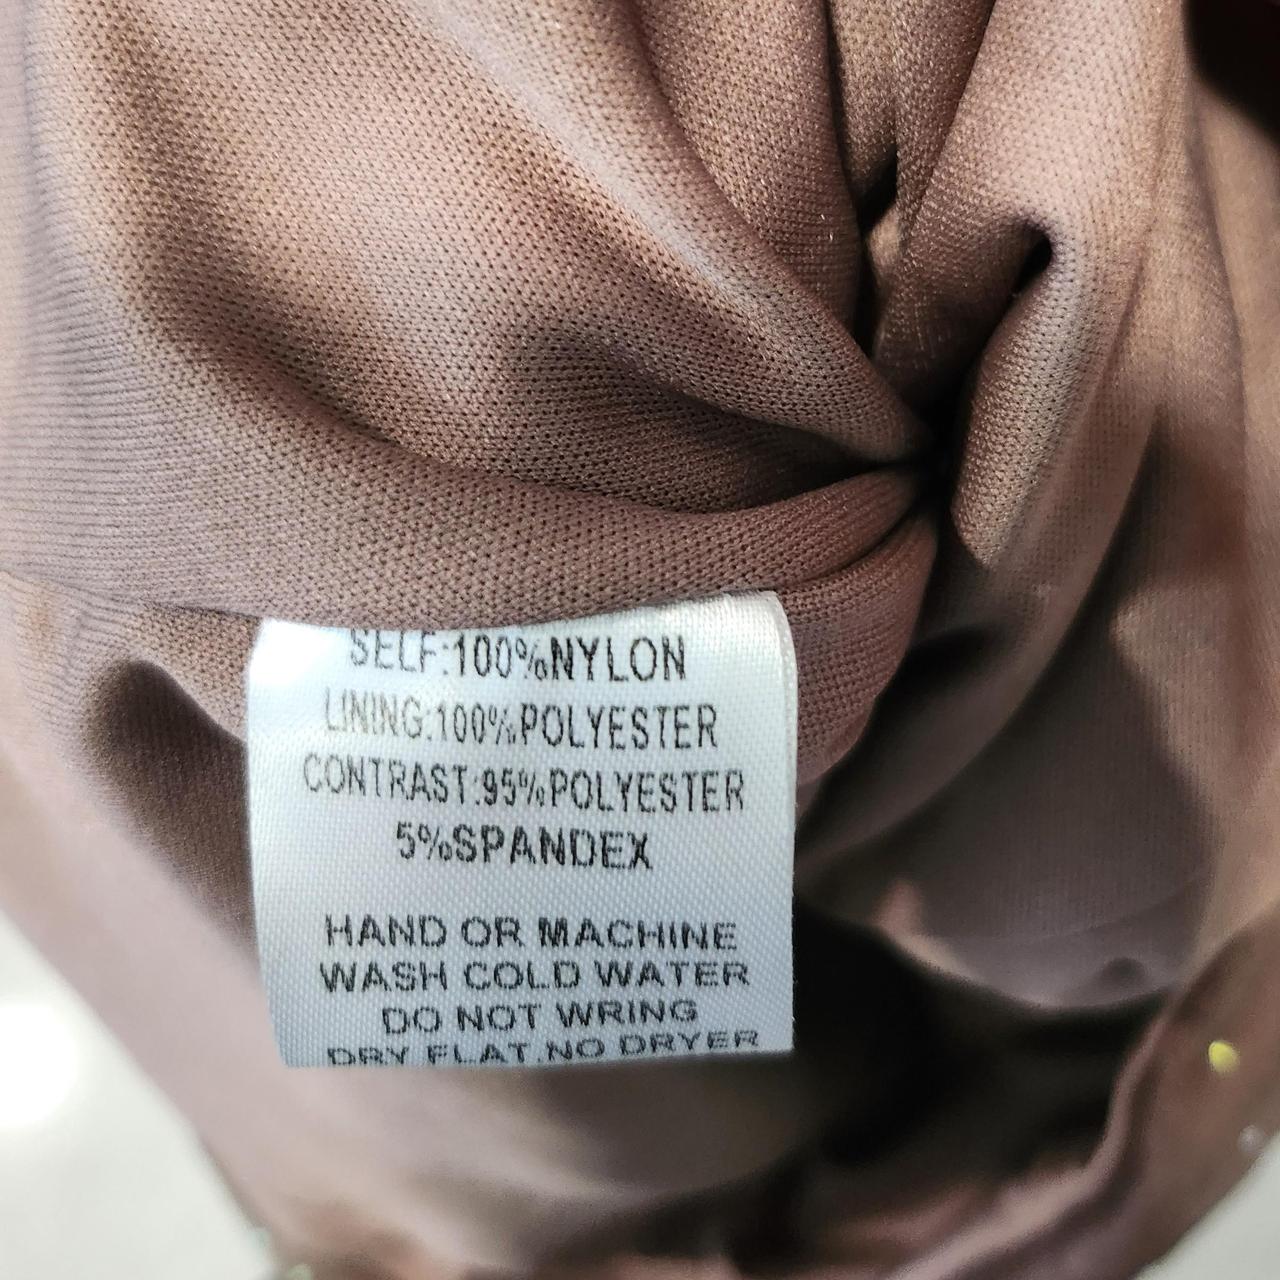 SELF:100%NYLON
LINING:100%POLYESTER
CONTRAST:95%POLYESTER
5%SPANDEX
HAND OR MACHINE
WASH COLD WATER
DO NOT WRING
DRY FLAT.NO DRYER